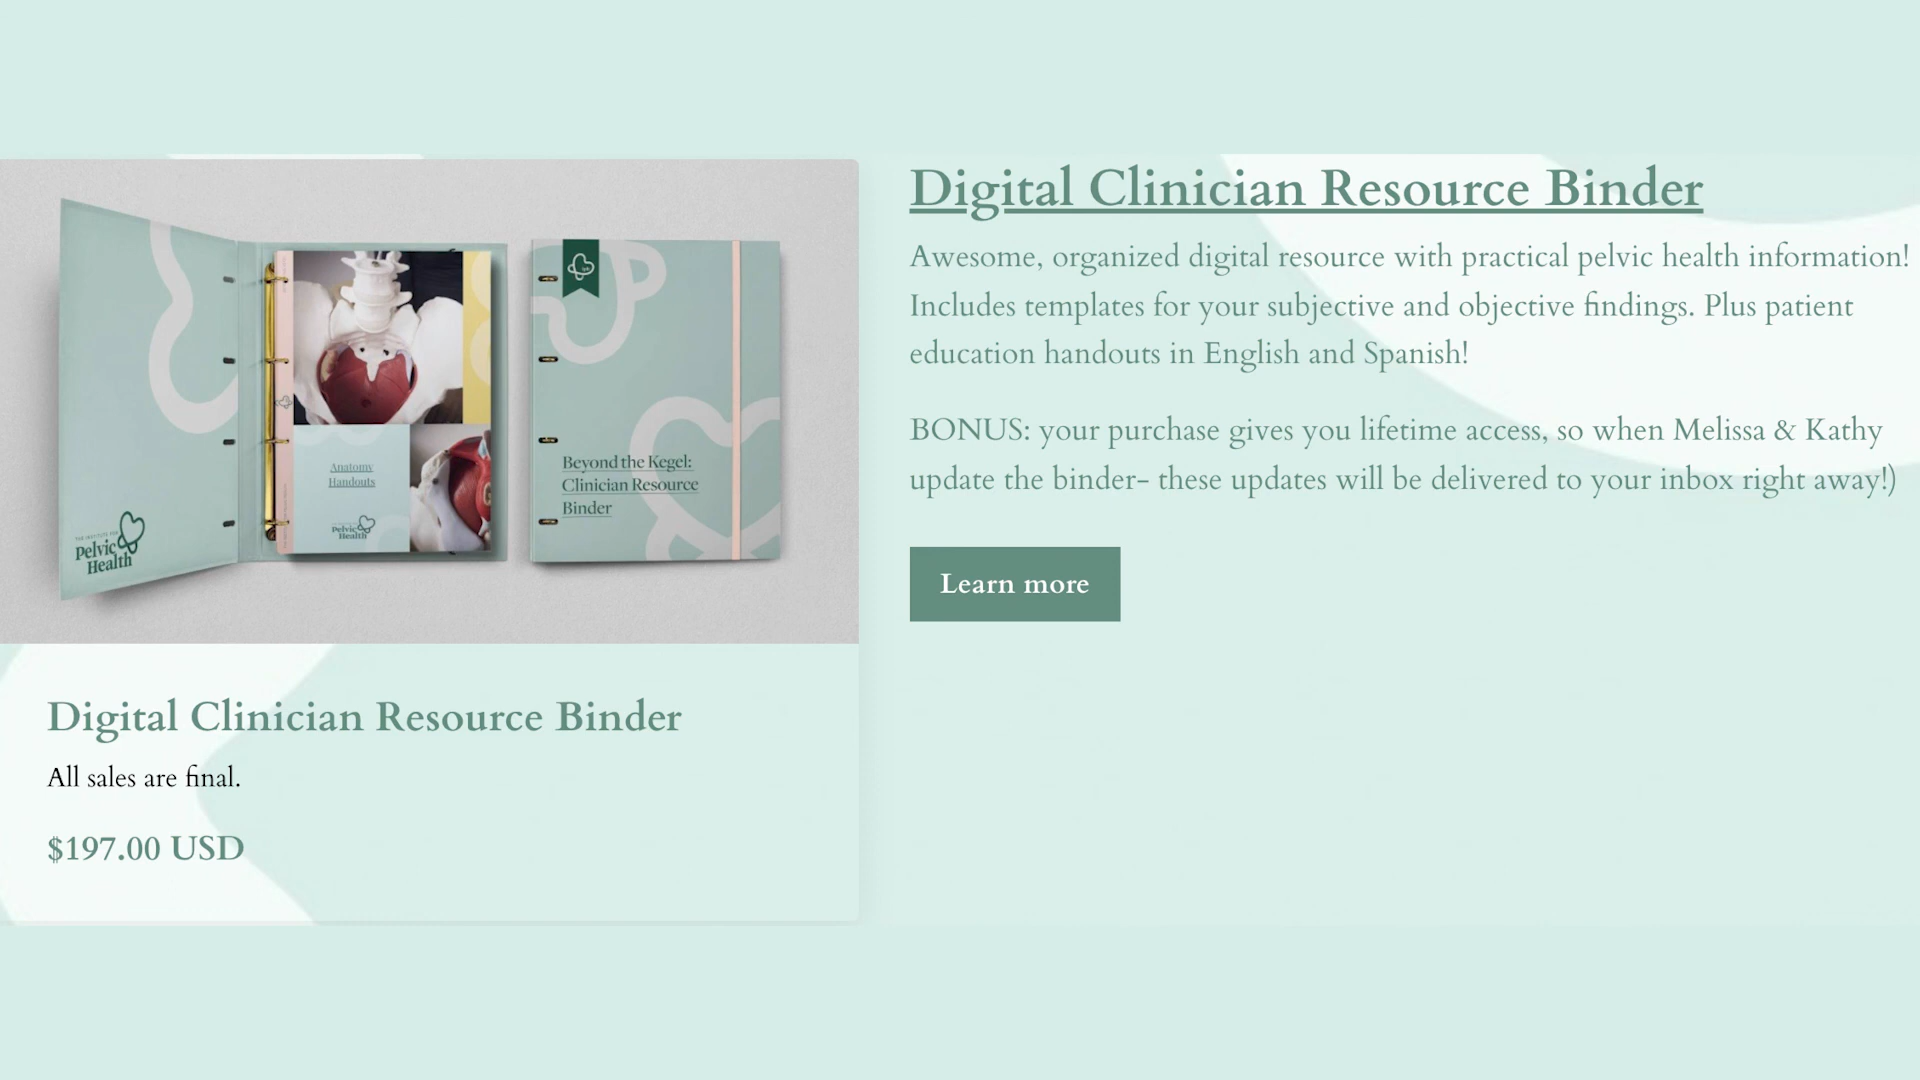 THE INSTITUTE FOR
Pelvic
Health
Anatomy
Handouts
Pelvic
Health
Beyond the Kegel:
Clinician Resource
Binder
Digital Clinician Resource Binder
All sales are final.
$197.00 USD
Digital Clinician Resource Binder
Awesome, organized digital resource with practical pelvic health information!
Includes templates for your subjective and objective findings. Plus patient
education handouts in English and Spanish!
BONUS: your purchase gives you lifetime access, so when Melissa & Kathy
update the binder- these updates will be delivered to your inbox right away!)
Learn more